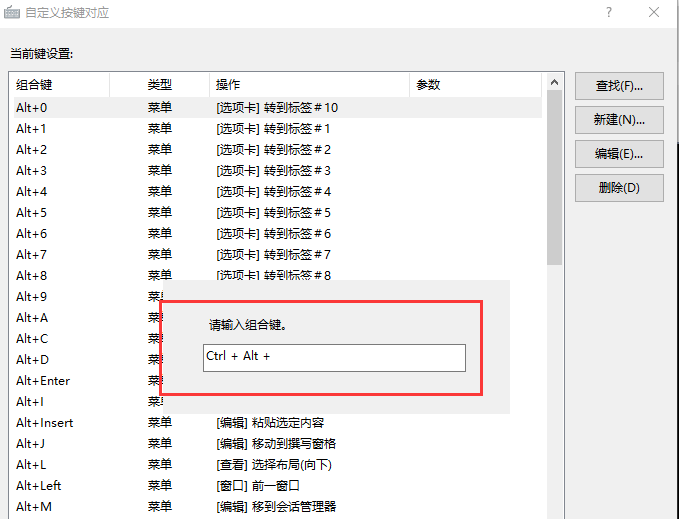 自定义按键对应
当前键设置:
组合键 类型 操作 参数
Alt+0 菜单 [选项卡] 转到标签#10
Alt+1 菜单 [选项卡] 转到标签#1
Alt+2 菜单 [选项卡] 转到标签#2
Alt+3 菜单 [选项卡] 转到标签#3
Alt+4 菜单 [选项卡] 转到标签#4
Alt+5 菜单 [选项卡] 转到标签#5
Alt+6 菜单 [选项卡] 转到标签#6
Alt+7 菜单 [选项卡] 转到标签#7
Alt+8 菜单 [选项卡] 转到标签#8
Alt+9
Alt+A
Alt+C
Alt+D
Alt+Enter
Alt+I
Alt+Insert 菜单 [编辑] 粘贴选定内容
Alt+J 菜单 [编辑] 移动到撰写窗格
Alt+L 菜单 [查看] 选择布局(向下)
Alt+Left 菜单 [窗口] 前一窗口
Alt+M 菜单 [编辑] 移到会话管理器
请输入组合键。
Ctrl + Alt +
查找(F)...
新建(N)...
编辑(E)...
删除(D)